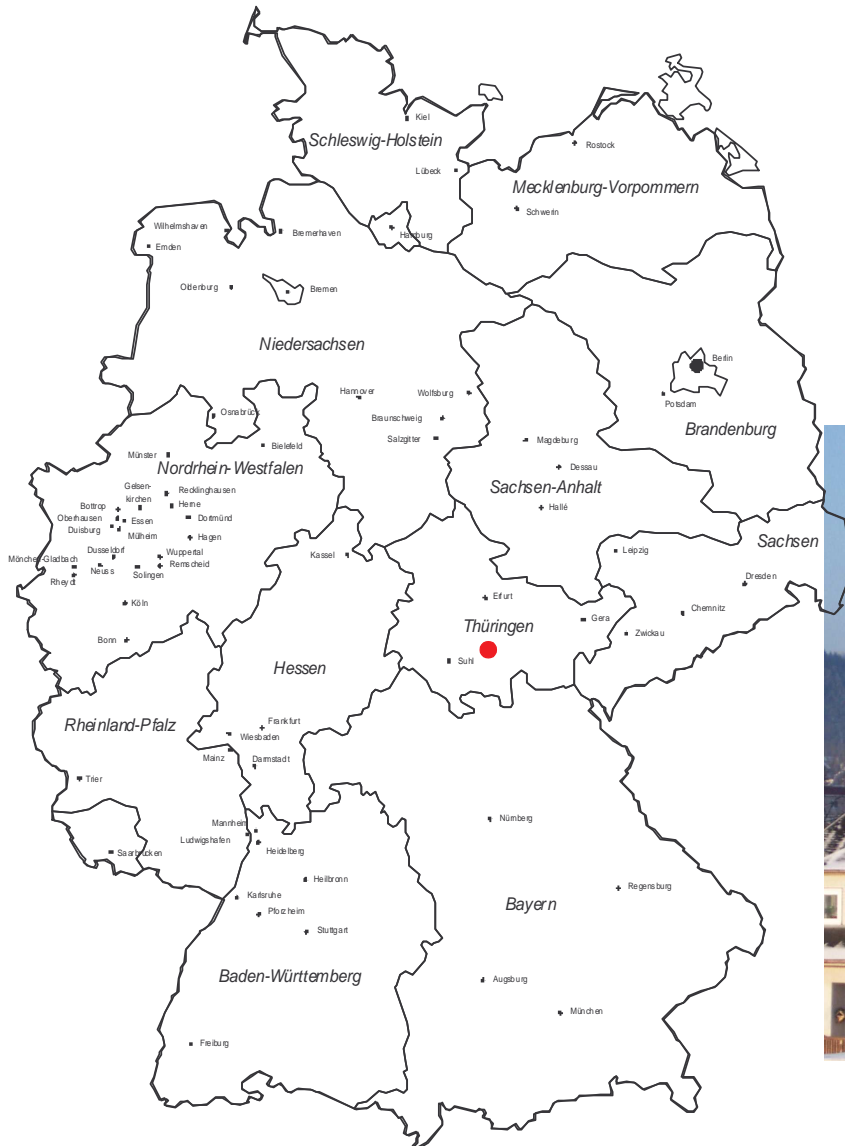 Kiel
Schleswig-Holstein
Rostock
Lübeck
Mecklenburg-Vorpommern
Schwerin
Wilhelmshaven
Bremerhaven
Hamburg
Emden
Oldenburg
Bremen
Niedersachsen
Berlin
Hannover
Wolfsburg
Potsdam
Osnabrück
Braunschweig
Brandenburg
Salzgitter
Magdeburg
Bielefeld
Münster
Nordrhein-Westfalen
Dessau
Sachsen-Anhalt
Gelsen-
kirchen
Recklinghausen
Bottrop
Herne
Hallé
Oberhausen
Essen
Dortmünd
Duisburg
Müheim
Hagen
Sachsen
Dusseldorf
Wuppertal
Kassel
Leipzig
Mönchen-Gladbach
Neuss
Solingen
Remscheid
Rheydt
Dresden
Erfurt
Köln
Chemnitz
Gera
Thüringen
Zwickau
Bonn
Suhl
Hessen
Rheinland-Pfalz
Frankfurt
Wiesbaden
Mainz
Darmstadt
Trier
Nürnberg
Mannheim
Ludwigshafen
Heidelberg
Saarbrucken
Heilbronn
Regensburg
Karlsruhe
Bayern
Pforzheim
Stuttgart
Baden-Württemberg
Augsburg
München
Freiburg